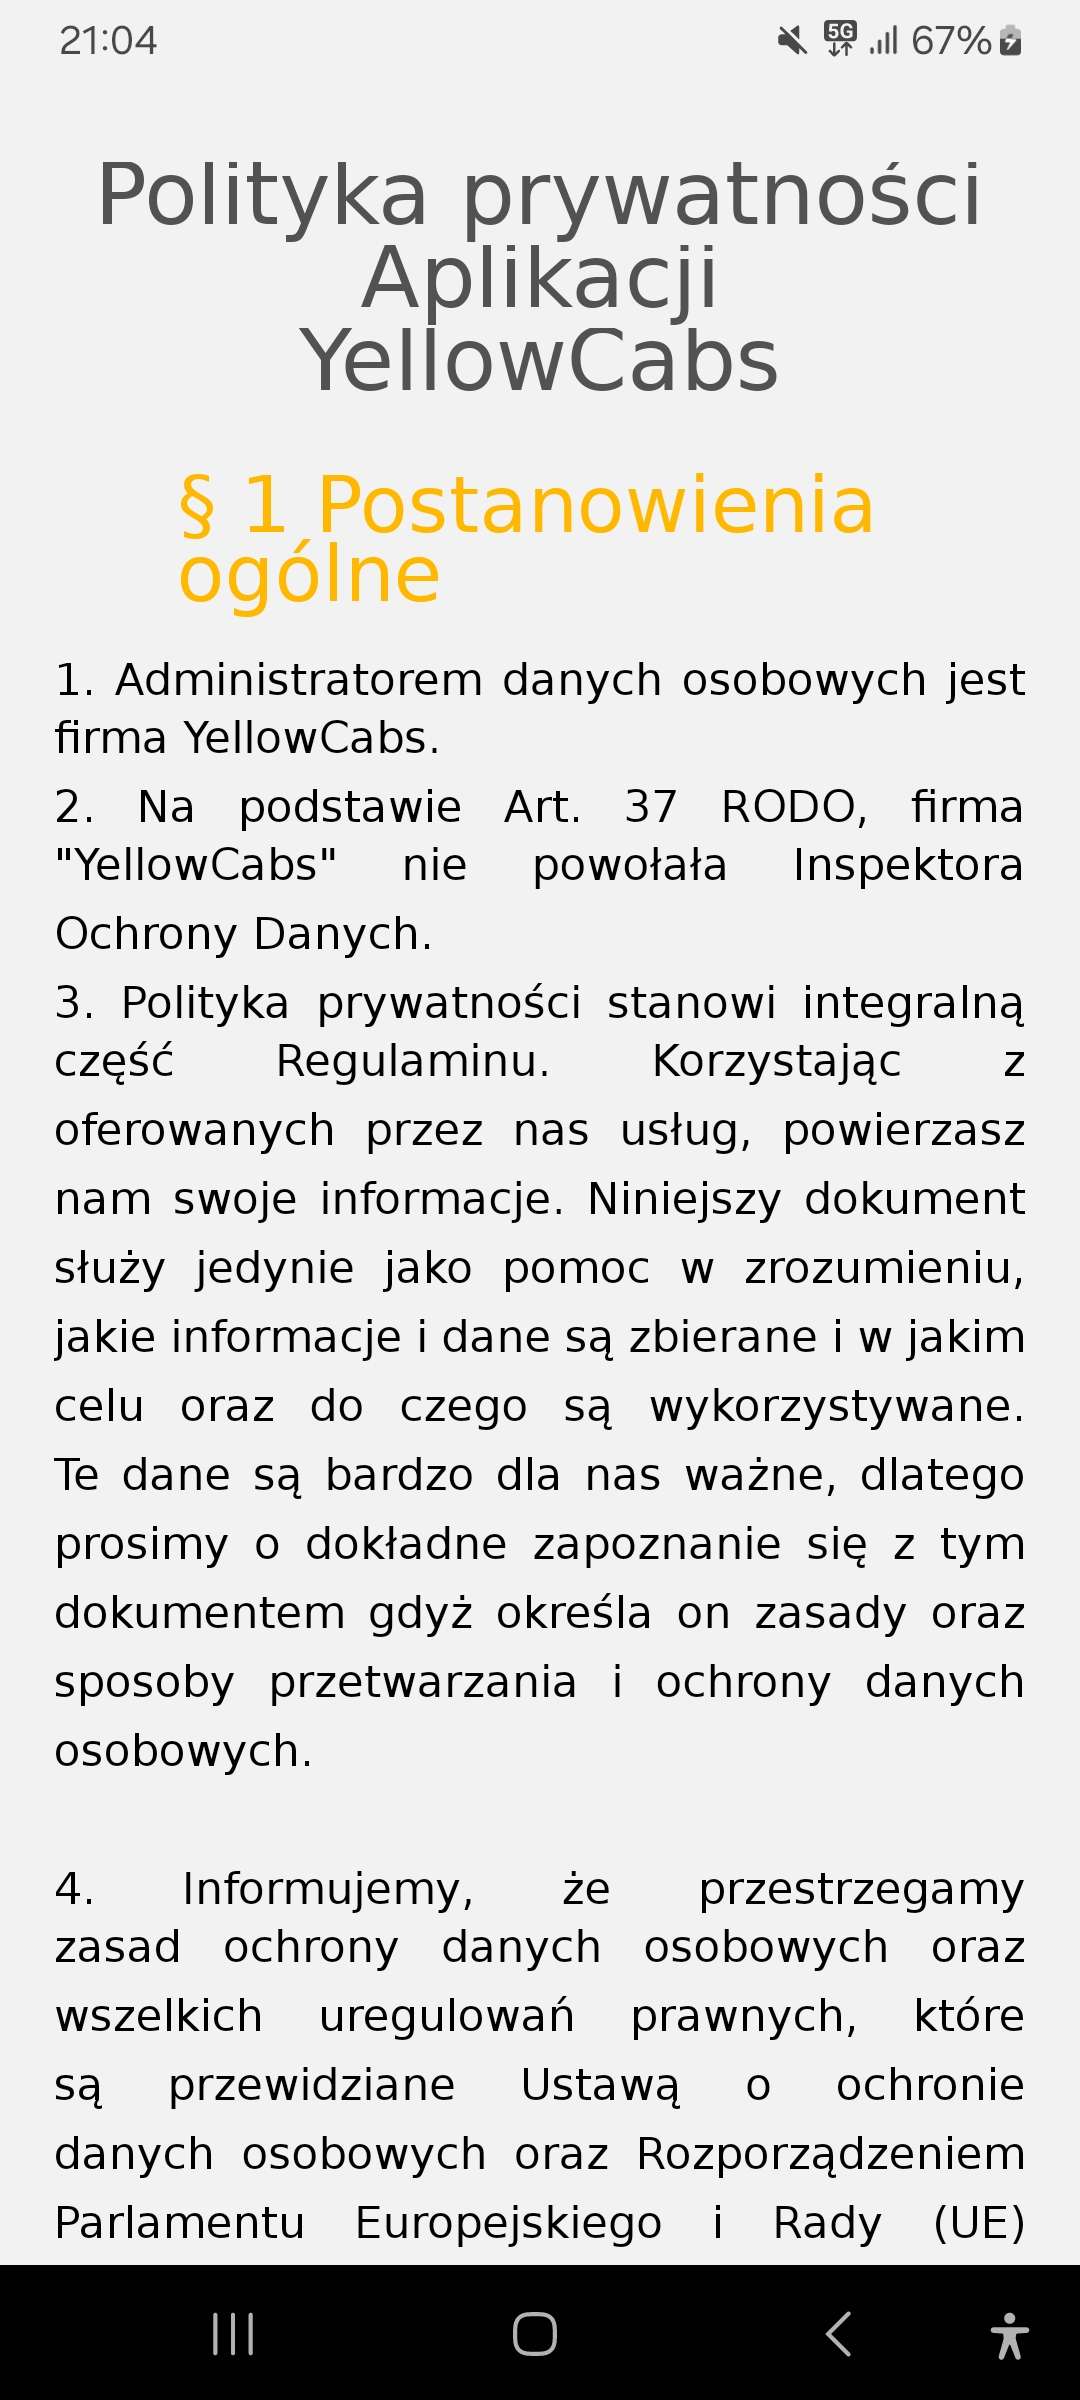 21:04
5G
67%
Polityka prywatności
Aplikacji
YellowCabs
§ 1 Postanowienia
ogólne
1. Administratorem danych osobowych jest
firma YellowCabs.
2. Na podstawie Art. 37 RODO, firma
"YellowCabs" nie powołała Inspektora
Ochrony Danych.
3. Polityka prywatności stanowi integralną
część Regulaminu. Korzystając z
oferowanych przez nas usług, powierzasz
nam swoje informacje. Niniejszy dokument
służy jedynie jako pomoc w zrozumieniu,
jakie informacje i dane są zbierane i w jakim
celu oraz do czego są wykorzystywane.
Te dane są bardzo dla nas ważne, dlatego
prosimy o dokładne zapoznanie się z tym
dokumentem gdyż określa on zasady oraz
sposoby przetwarzania i ochrony danych
osobowych.
4. Informujemy, że przestrzegamy
zasad ochrony danych osobowych oraz
wszelkich uregulowań prawnych, które
są przewidziane Ustawą o ochronie
danych osobowych oraz Rozporządzeniem
Parlamentu Europejskiego i Rady (UE)